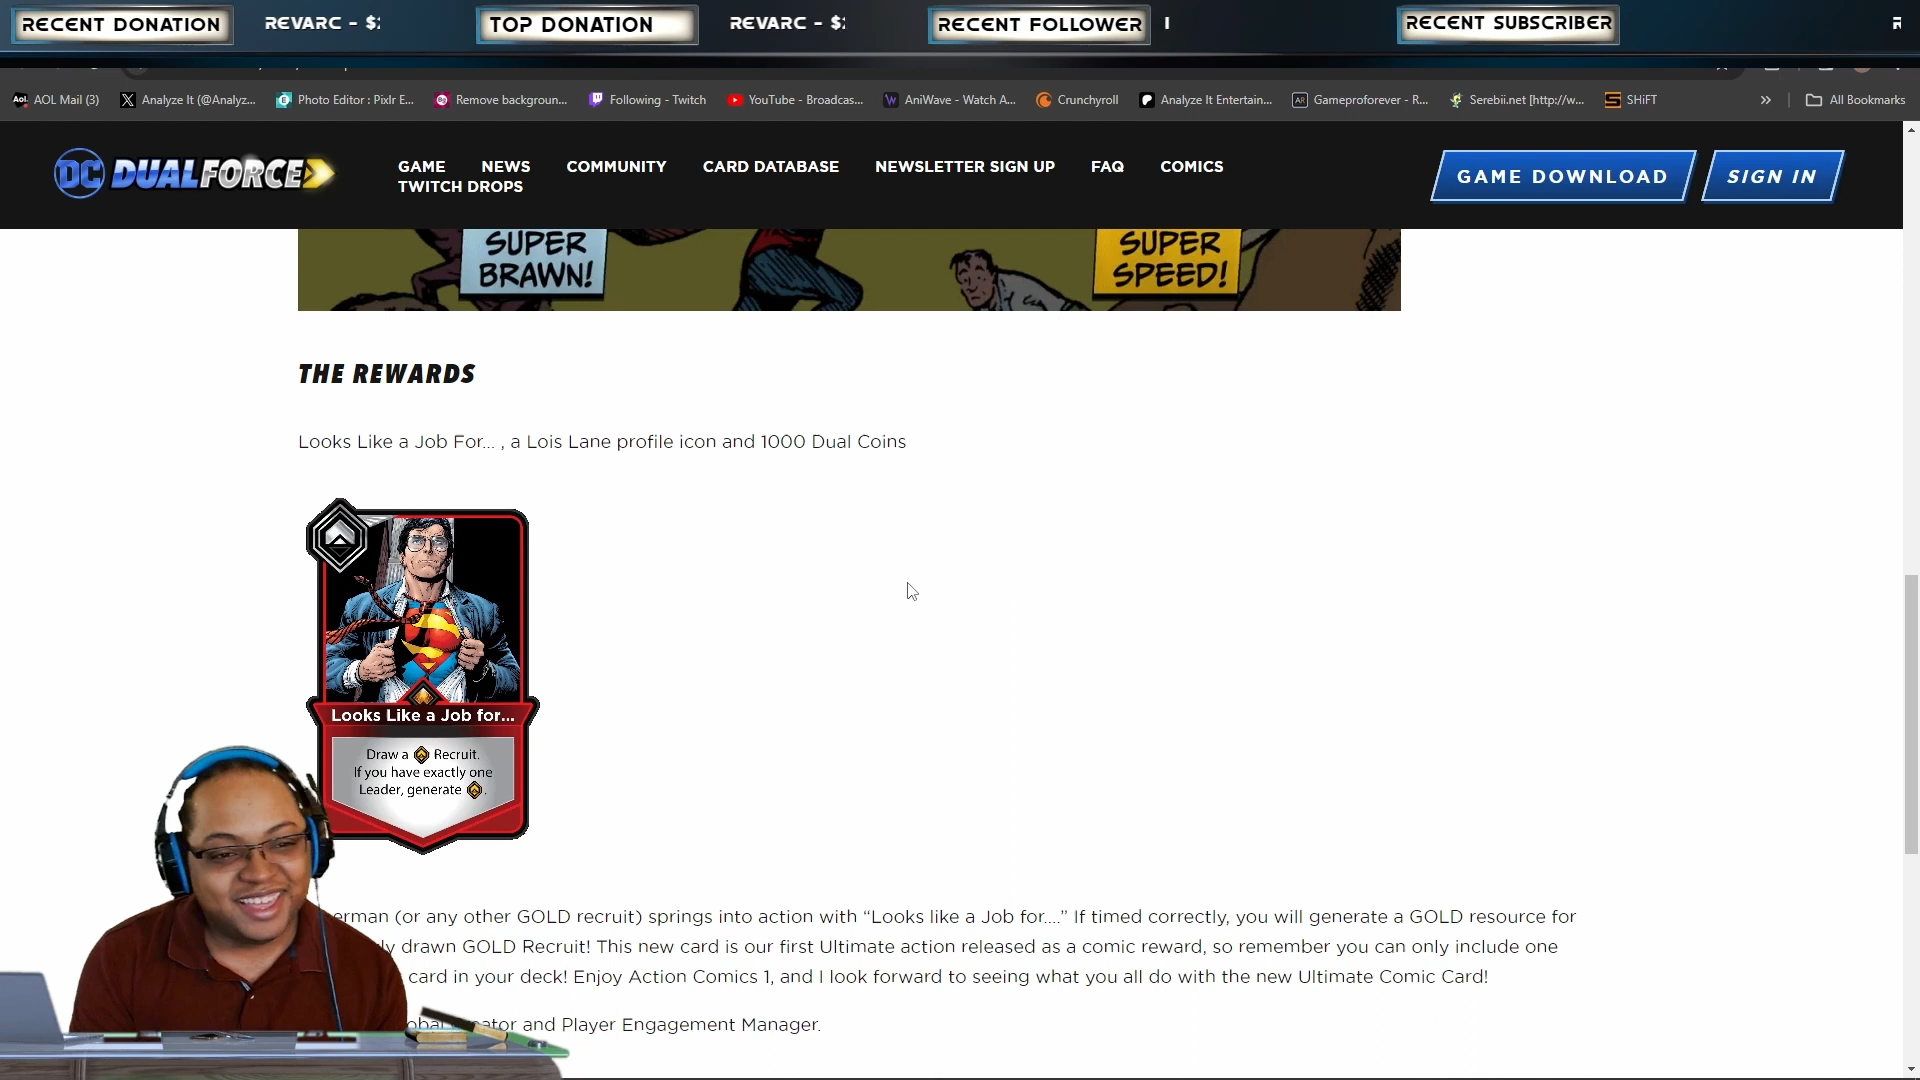 RECENT DONATION
REVARC - $
TOP DONATION
REVARC - $
RECENT FOLLOWER
RECENT SUBSCRIBER
AOL Mail (3)
Analyze It (@Analyz...
Photo Editor : Pixlr E...
Remove backgroun...
Following - Twitch
YouTube - Broadcas...
AniWave - Watch A...
Crunchyroll
Analyze It Entertain...
Gameproforever - R...
Serebii.net [http://w...
SHiFT
»
All Bookmarks
DC DUALFORCE
GAME
NEWS
COMMUNITY
CARD DATABASE
NEWSLETTER SIGN UP
FAQ
COMICS
TWITCH DROPS
GAME DOWNLOAD
SIGN IN
SUPER
BRAWN!
SUPER
SPEED!
THE REWARDS
Looks Like a Job For... , a Lois Lane profile icon and 1000 Dual Coins
Looks Like a Job for...
Draw a Recruit.
If you have exactly one
Leader, generate .
erman (or any other GOLD recruit) springs into action with “Looks like a Job for....” If timed correctly, you will generate a GOLD resource for
ly drawn GOLD Recruit! This new card is our first Ultimate action released as a comic reward, so remember you can only include one
card in your deck! Enjoy Action Comics 1, and I look forward to seeing what you all do with the new Ultimate Comic Card!
and Player Engagement Manager.